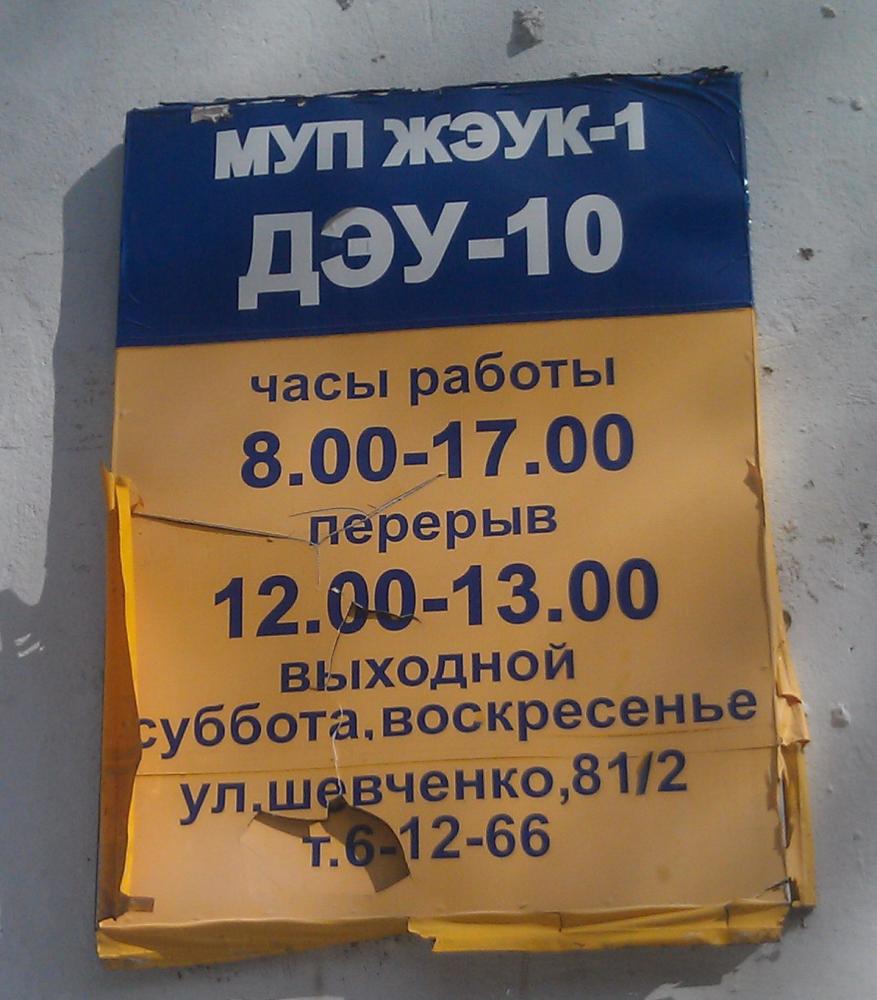 МУП ЖЭУК-1
ДЭУ-10
часы работы
8.00-17.00
перерыв
12.00-13.00
выходной
суббота,воскресенье
ул.шевченко,81/2
т.6-12-66